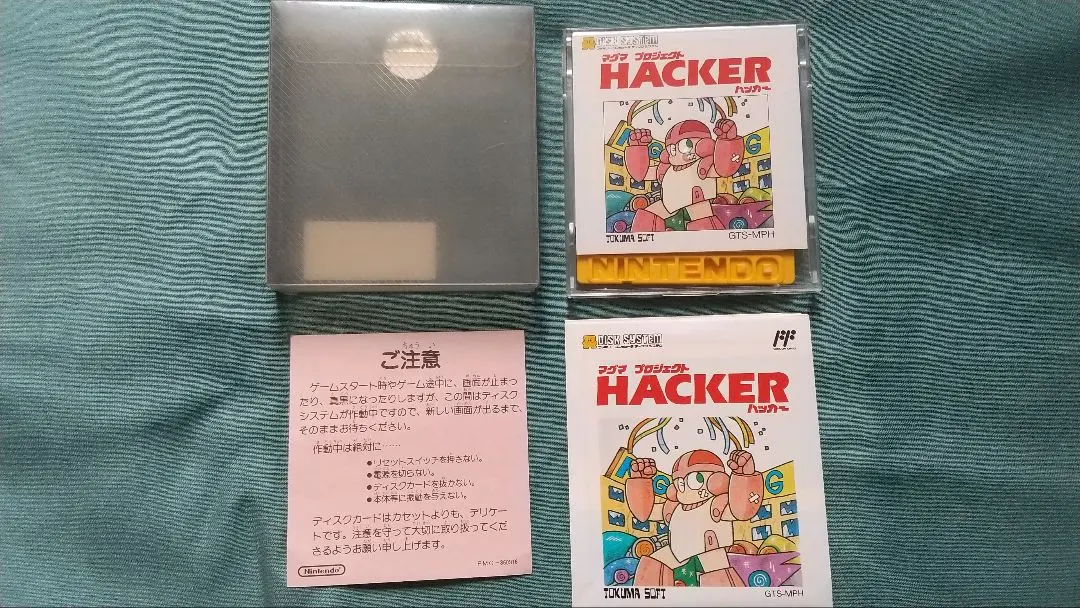 DISK SYSTEM
マグマ プロジェクト
HACKER
ハッカー
TOKUMA SOFT
GTS-MPH
NINTENDO
ちゅうい
ご注意
ゲームスタート時やゲーム途中に、画面が止まっ
たり、真黒になったりしますが、この間はディスク
システムが作動中ですので、新しい画面が出るまで、
そのままお待ちください。
作動中は絶対に……
●リセットスイッチを押さない。
●電源を切らない。
●ディスクカードを抜かない。
●本体等に振動を与えない。
ディスクカードはカセットよりも、デリケー
トです。注意を守って大切に取り扱ってくだ
さるようお願い申し上げます。
Nintendo
DISK SYSTEM
マグマ プロジェクト
HACKER
ハッカー
G
TOKUMA SOFT
GTS-MPH